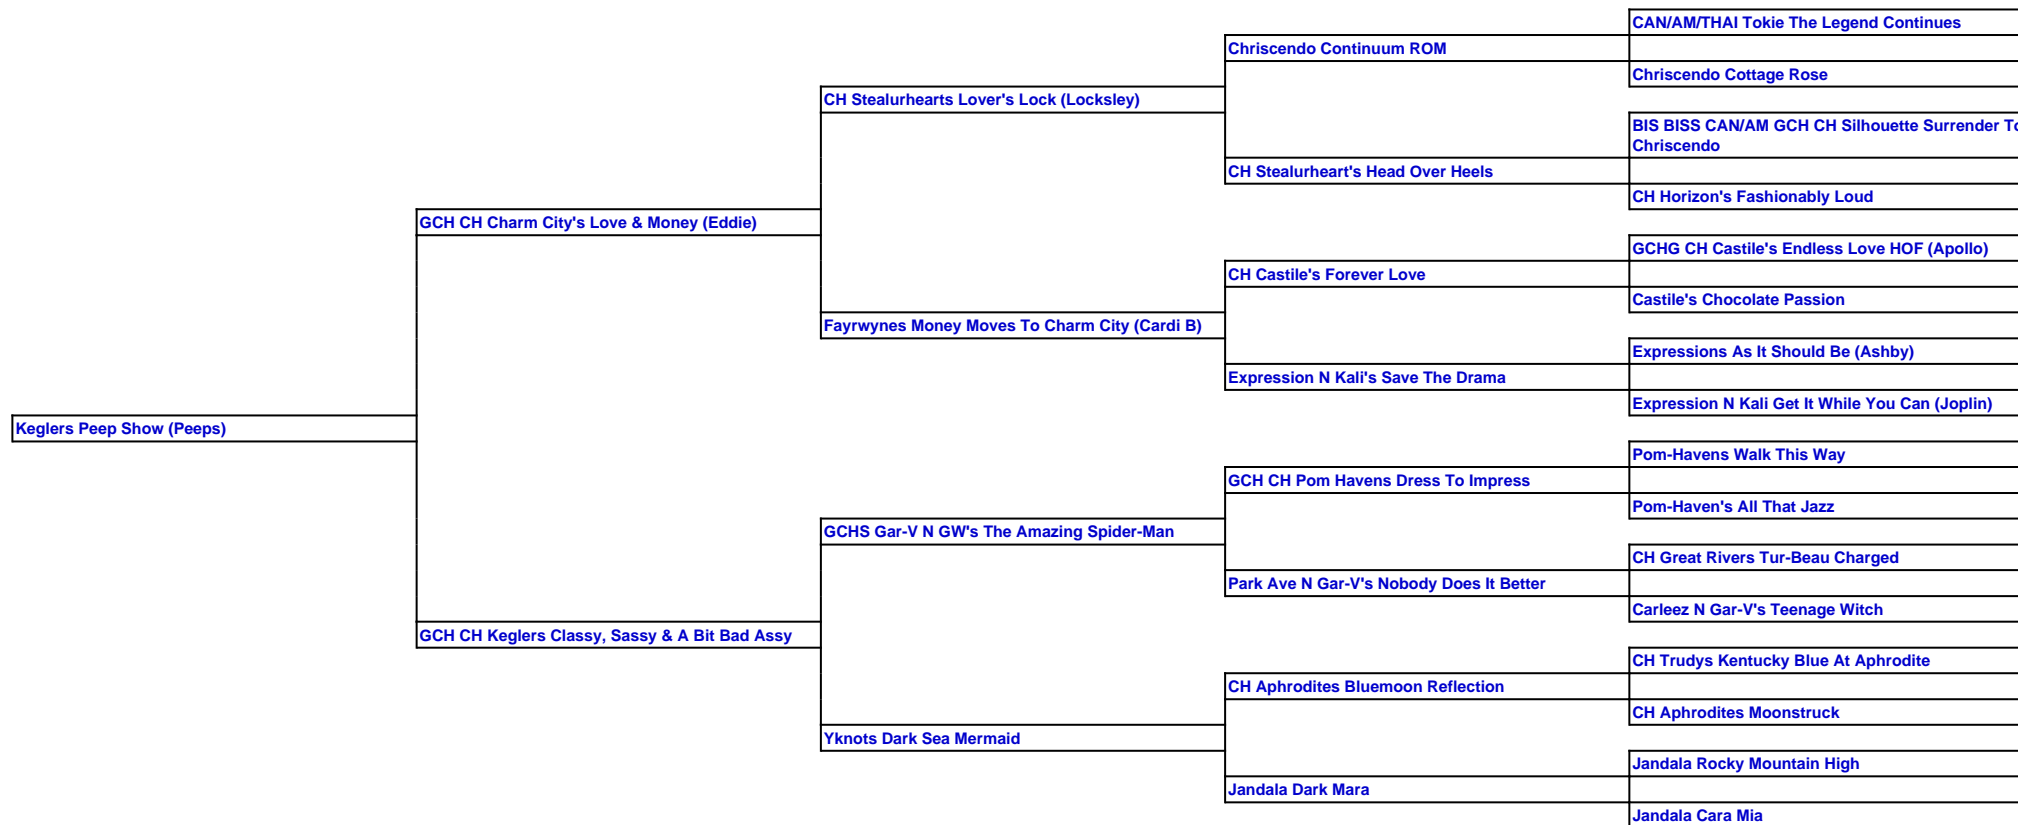 CAN/AM/THAI Tokie The Legend Continues
Chriscendo Continuum ROM
Chriscendo Cottage Rose
CH Stealurhearts Lover's Lock (Locksley)
BIS BISS CAN/AM GCH CH Silhouette Surrender To
Chriscendo
CH Stealurheart's Head Over Heels
CH Horizon's Fashionably Loud
GCH CH Charm City's Love & Money (Eddie)
GCHG CH Castile's Endless Love HOF (Apollo)
CH Castile's Forever Love
Castile's Chocolate Passion
Fayrwynes Money Moves To Charm City (Cardi B)
Expressions As It Should Be (Ashby)
Expression N Kali's Save The Drama
Expression N Kali Get It While You Can (Joplin)
Keglers Peep Show (Peeps)
Pom-Havens Walk This Way
GCH CH Pom Havens Dress To Impress
Pom-Haven's All That Jazz
GCHS Gar-V N GW's The Amazing Spider-Man
CH Great Rivers Tur-Beau Charged
Park Ave N Gar-V's Nobody Does It Better
Carleez N Gar-V's Teenage Witch
GCH CH Keglers Classy, Sassy & A Bit Bad Assy
CH Trudys Kentucky Blue At Aphrodite
CH Aphrodites Bluemoon Reflection
CH Aphrodites Moonstruck
Yknots Dark Sea Mermaid
Jandala Rocky Mountain High
Jandala Dark Mara
Jandala Cara Mia